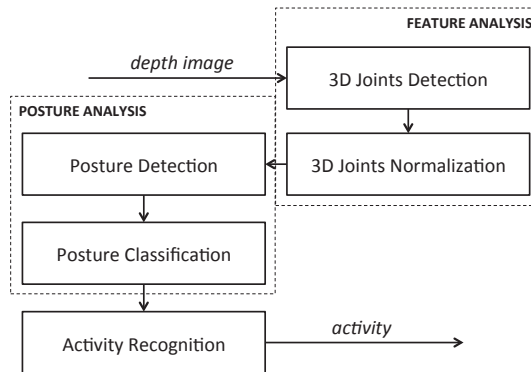 FEATURE ANALYSIS
depth image
3D Joints Detection
POSTURE ANALYSIS
Posture Detection
3D Joints Normalization
Posture Classification
Activity Recognition
activity